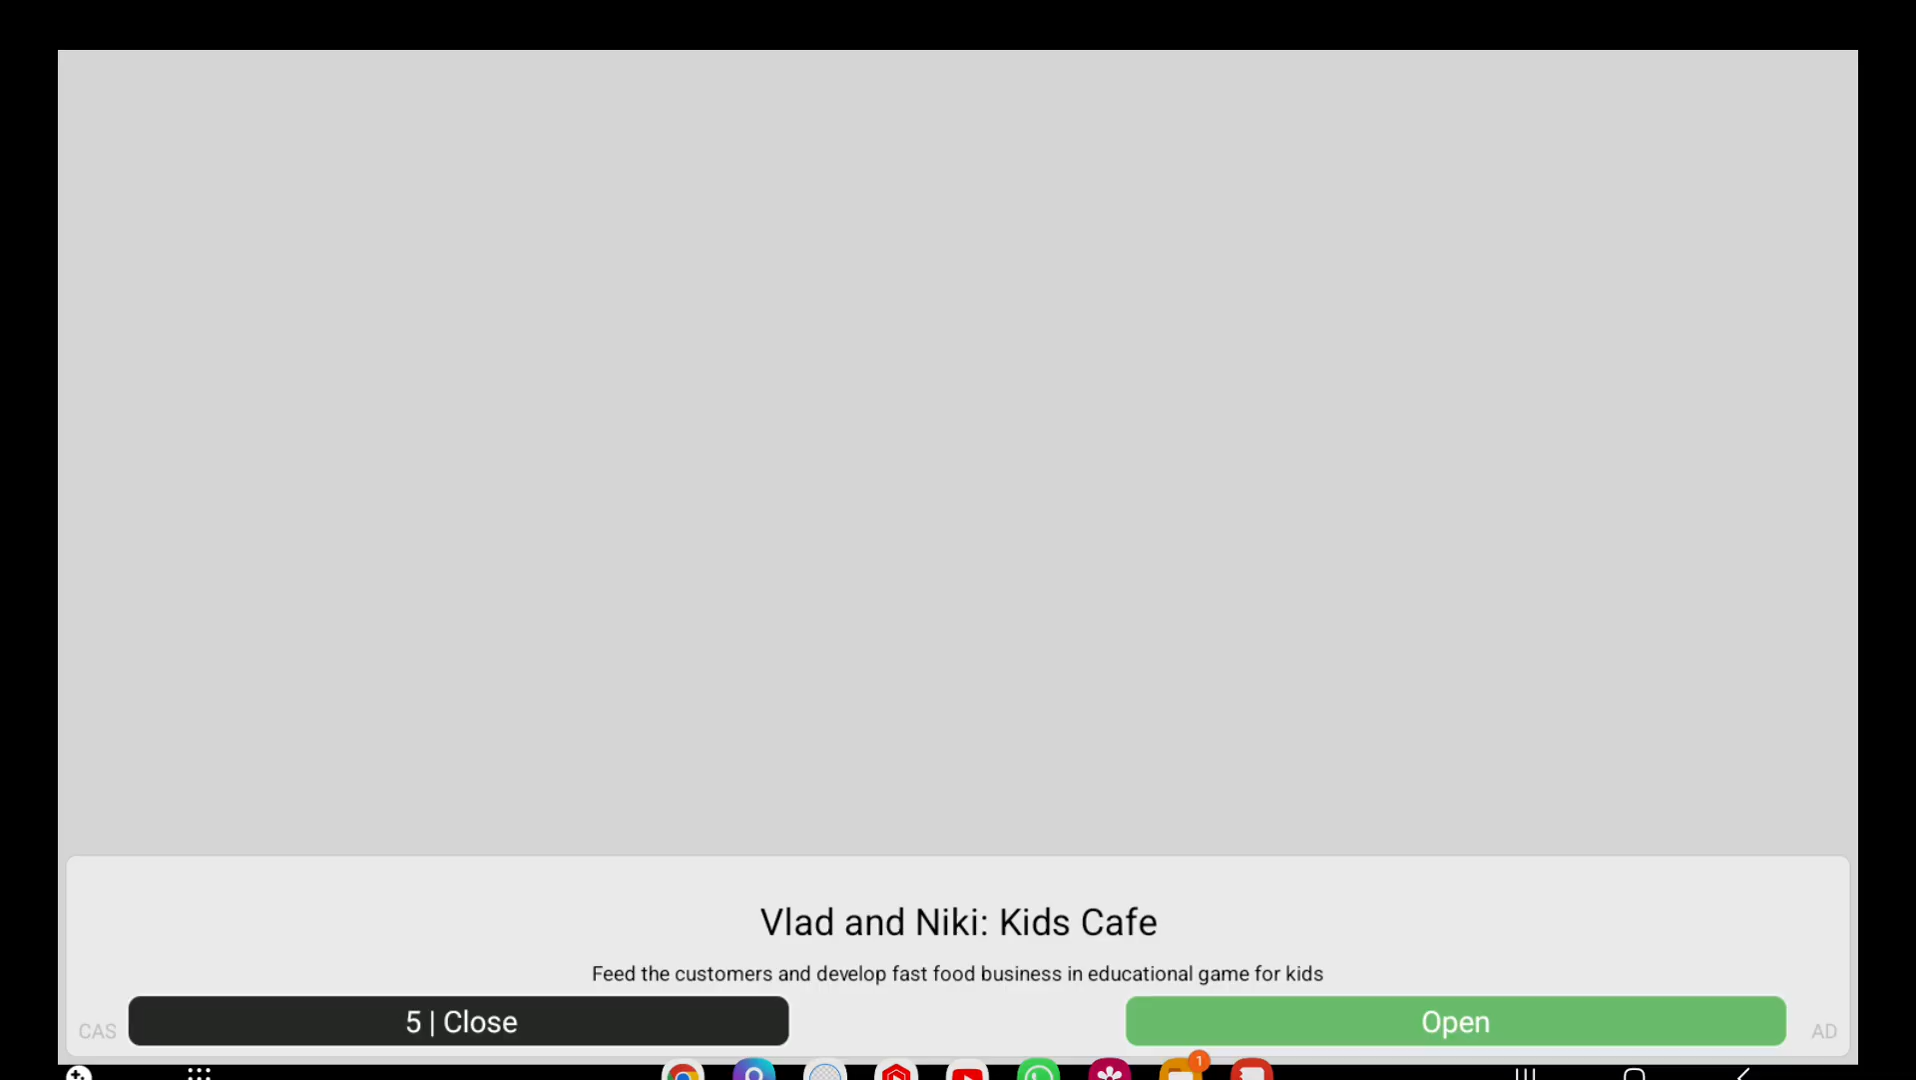 Vlad and Niki: Kids Cafe
Feed the customers and develop fast food business in educational game for kids
5 | Close
Open
CAS
AD
1